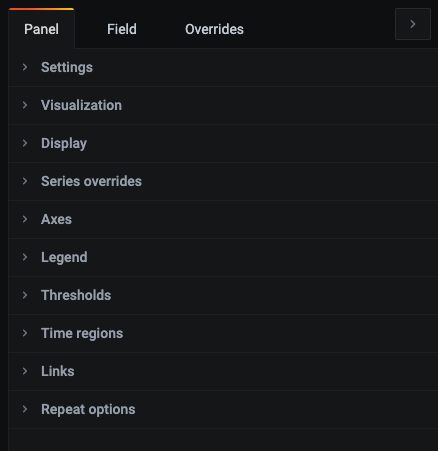 Panel Field Overrides
Settings
Visualization
Display
Series overrides
Axes
Legend
Thresholds
Time regions
Links
Repeat options